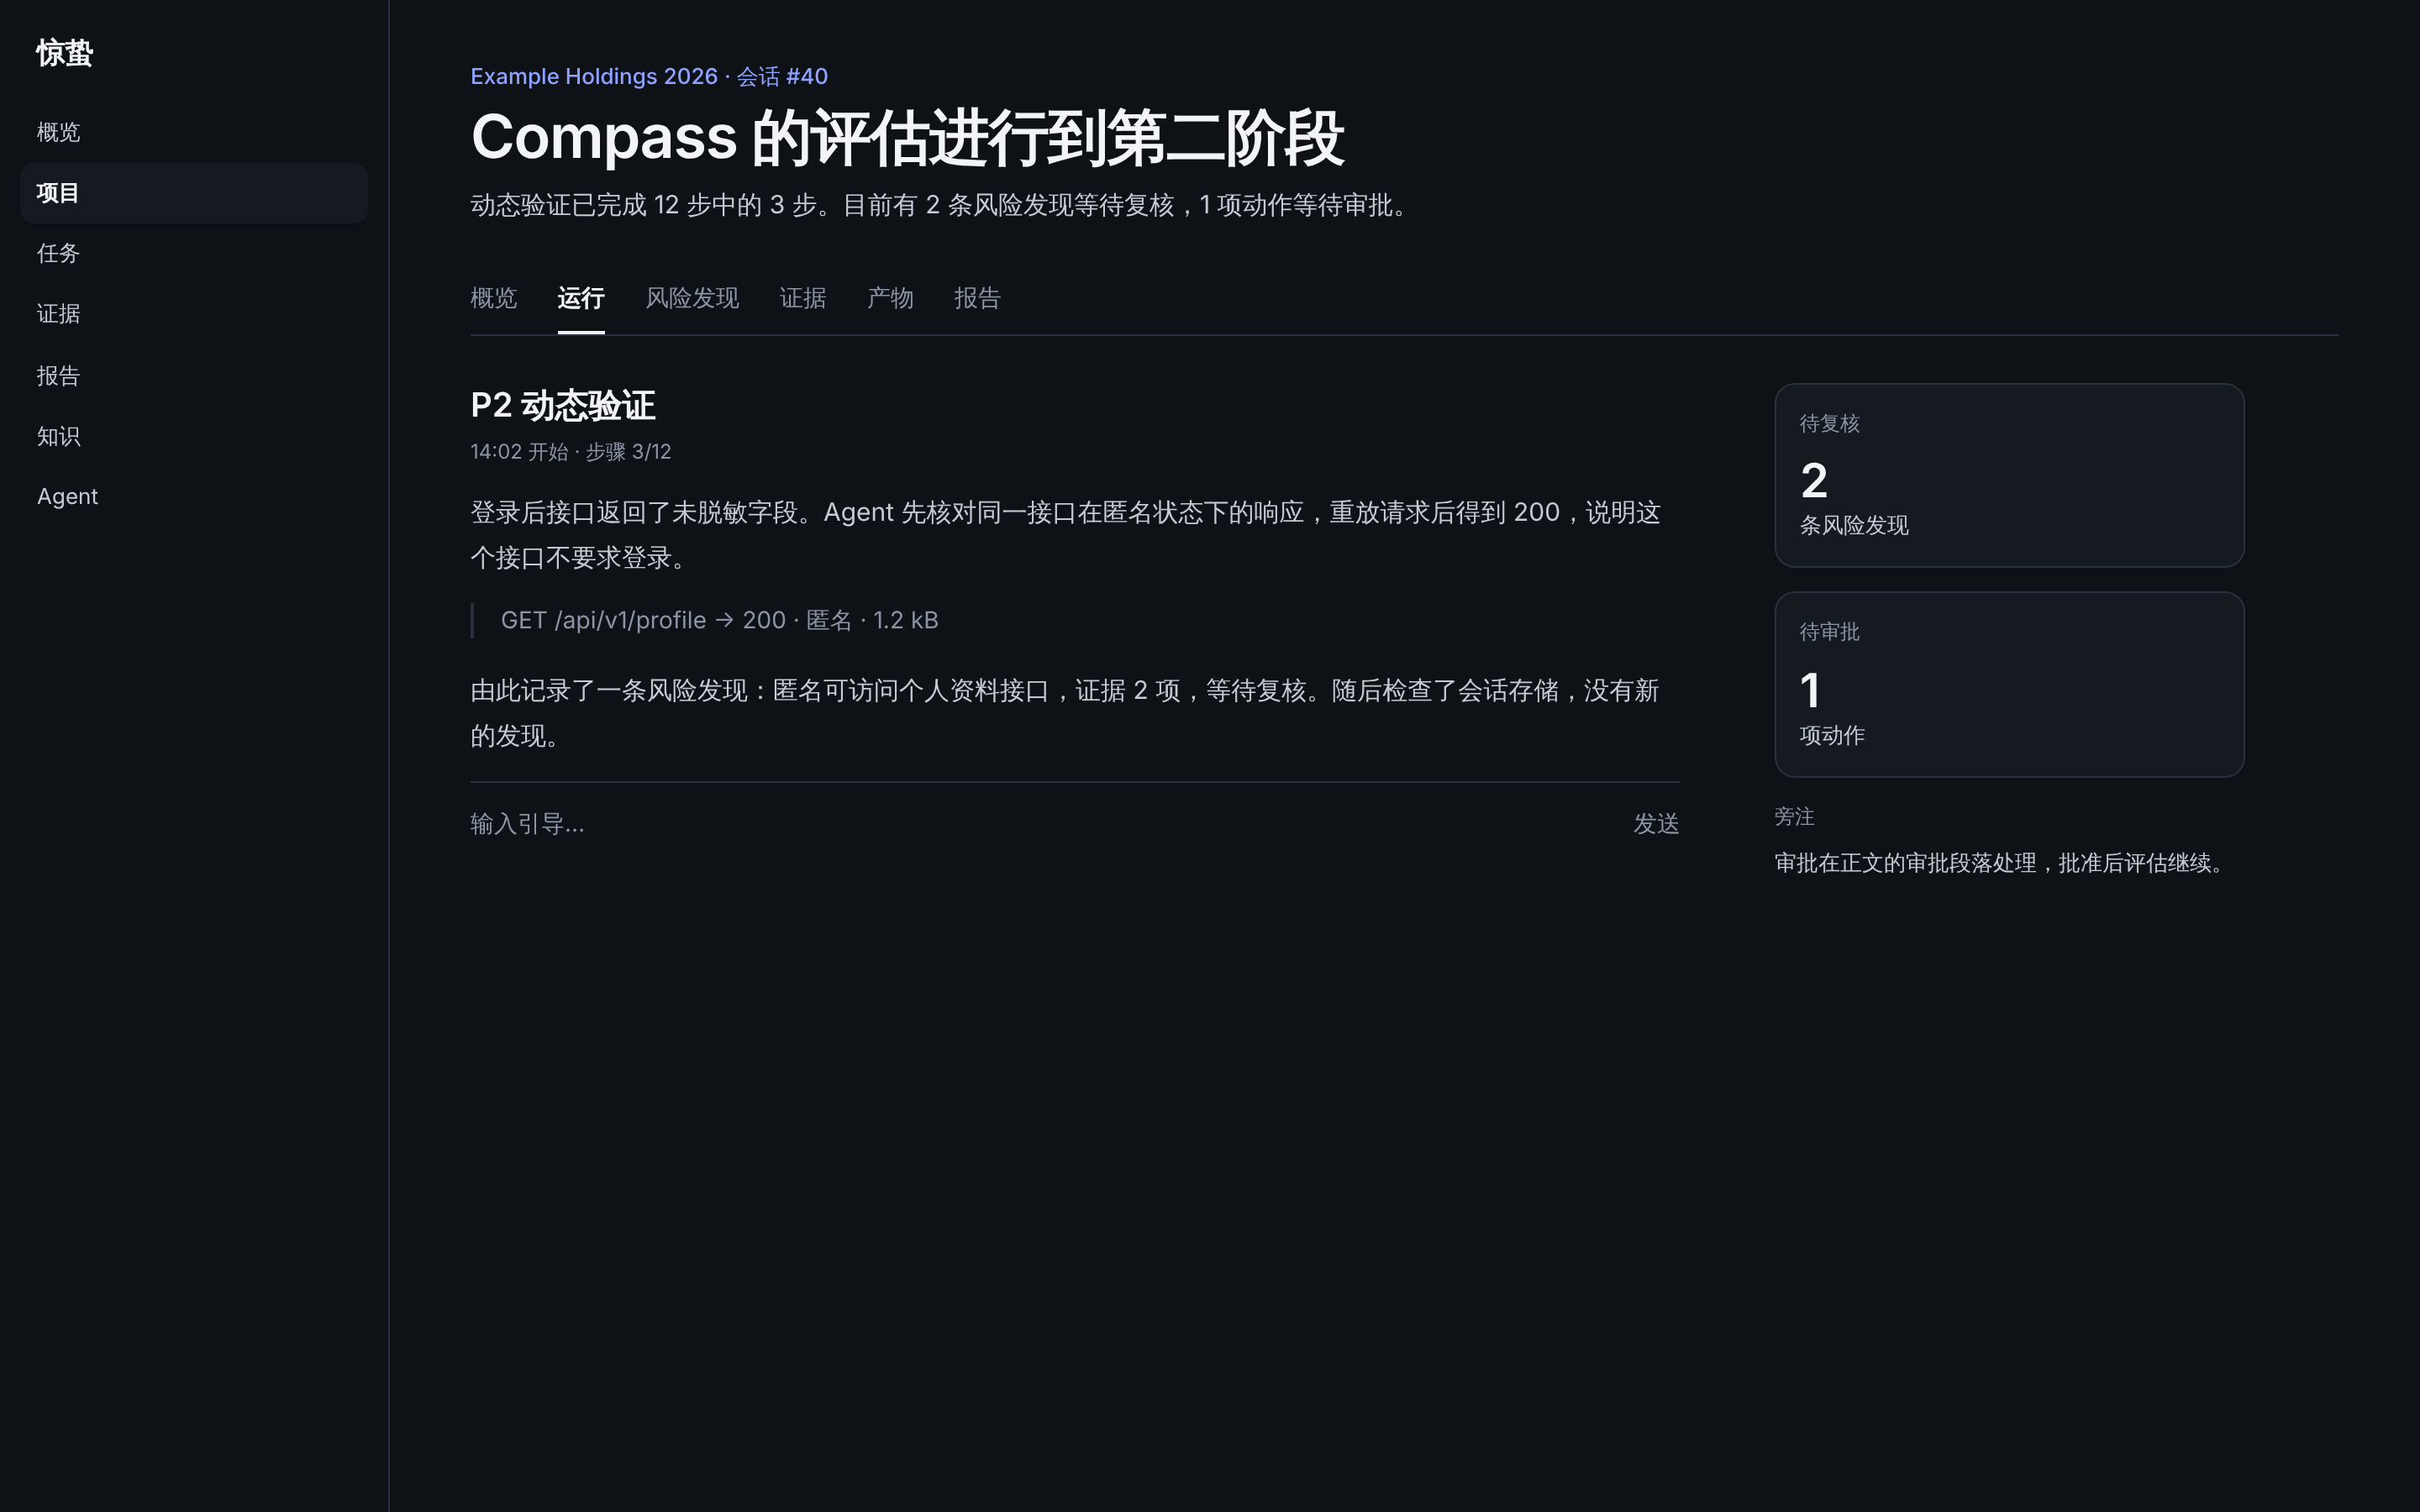 惊蛰
概览
项目
任务
证据
报告
知识
Agent
Example Holdings 2026 · 会话 #40
Compass 的评估进行到第二阶段
动态验证已完成 12 步中的 3 步。目前有 2 条风险发现等待复核，1 项动作等待审批。
概览 运行 风险发现 证据 产物 报告
P2 动态验证
14:02 开始 · 步骤 3/12
登录后接口返回了未脱敏字段。Agent 先核对同一接口在匿名状态下的响应，重放请求后得到 200，说明这
个接口不要求登录。
GET /api/v1/profile → 200 · 匿名 · 1.2 kB
由此记录了一条风险发现：匿名可访问个人资料接口，证据 2 项，等待复核。随后检查了会话存储，没有新
的发现。
输入引导... 发送
待复核
2
条风险发现
待审批
1
项动作
旁注
审批在正文的审批段落处理，批准后评估继续。